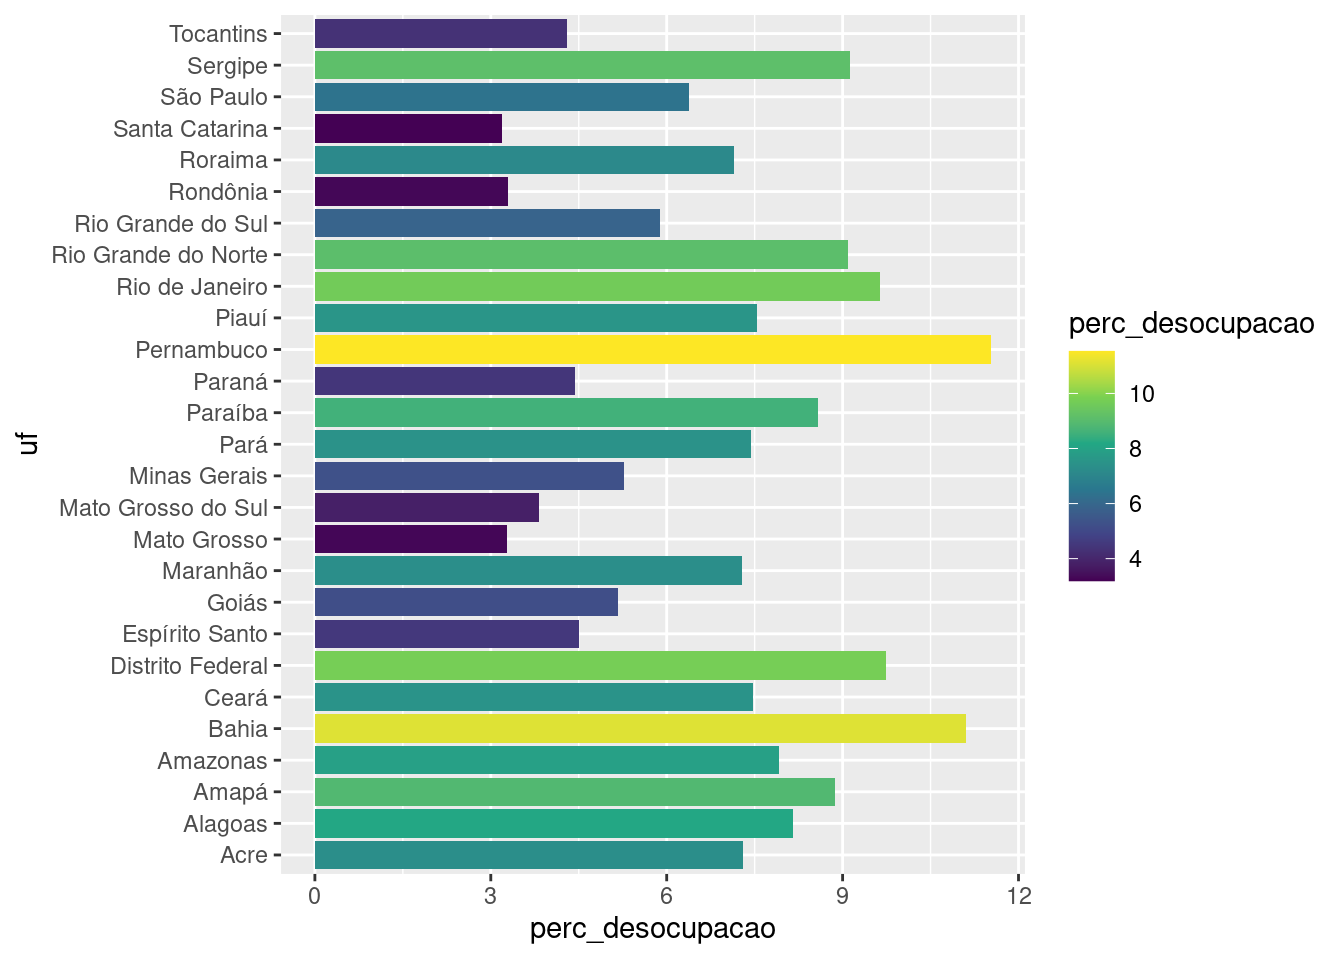 Tocantins
Sergipe
São Paulo
Santa Catarina
Roraima
Rondônia
Rio Grande do Sul
Rio Grande do Norte
Rio de Janeiro
Piauí
Pernambuco
Paraná
Paraíba
Pará
Minas Gerais
Mato Grosso do Sul
Mato Grosso
Maranhão
Goiás
Espírito Santo
Distrito Federal
Ceará
Bahia
Amazonas
Amapá
Alagoas
Acre
uf
0 3 6 9 12
perc_desocupacao
perc_desocupacao
10
8
6
4